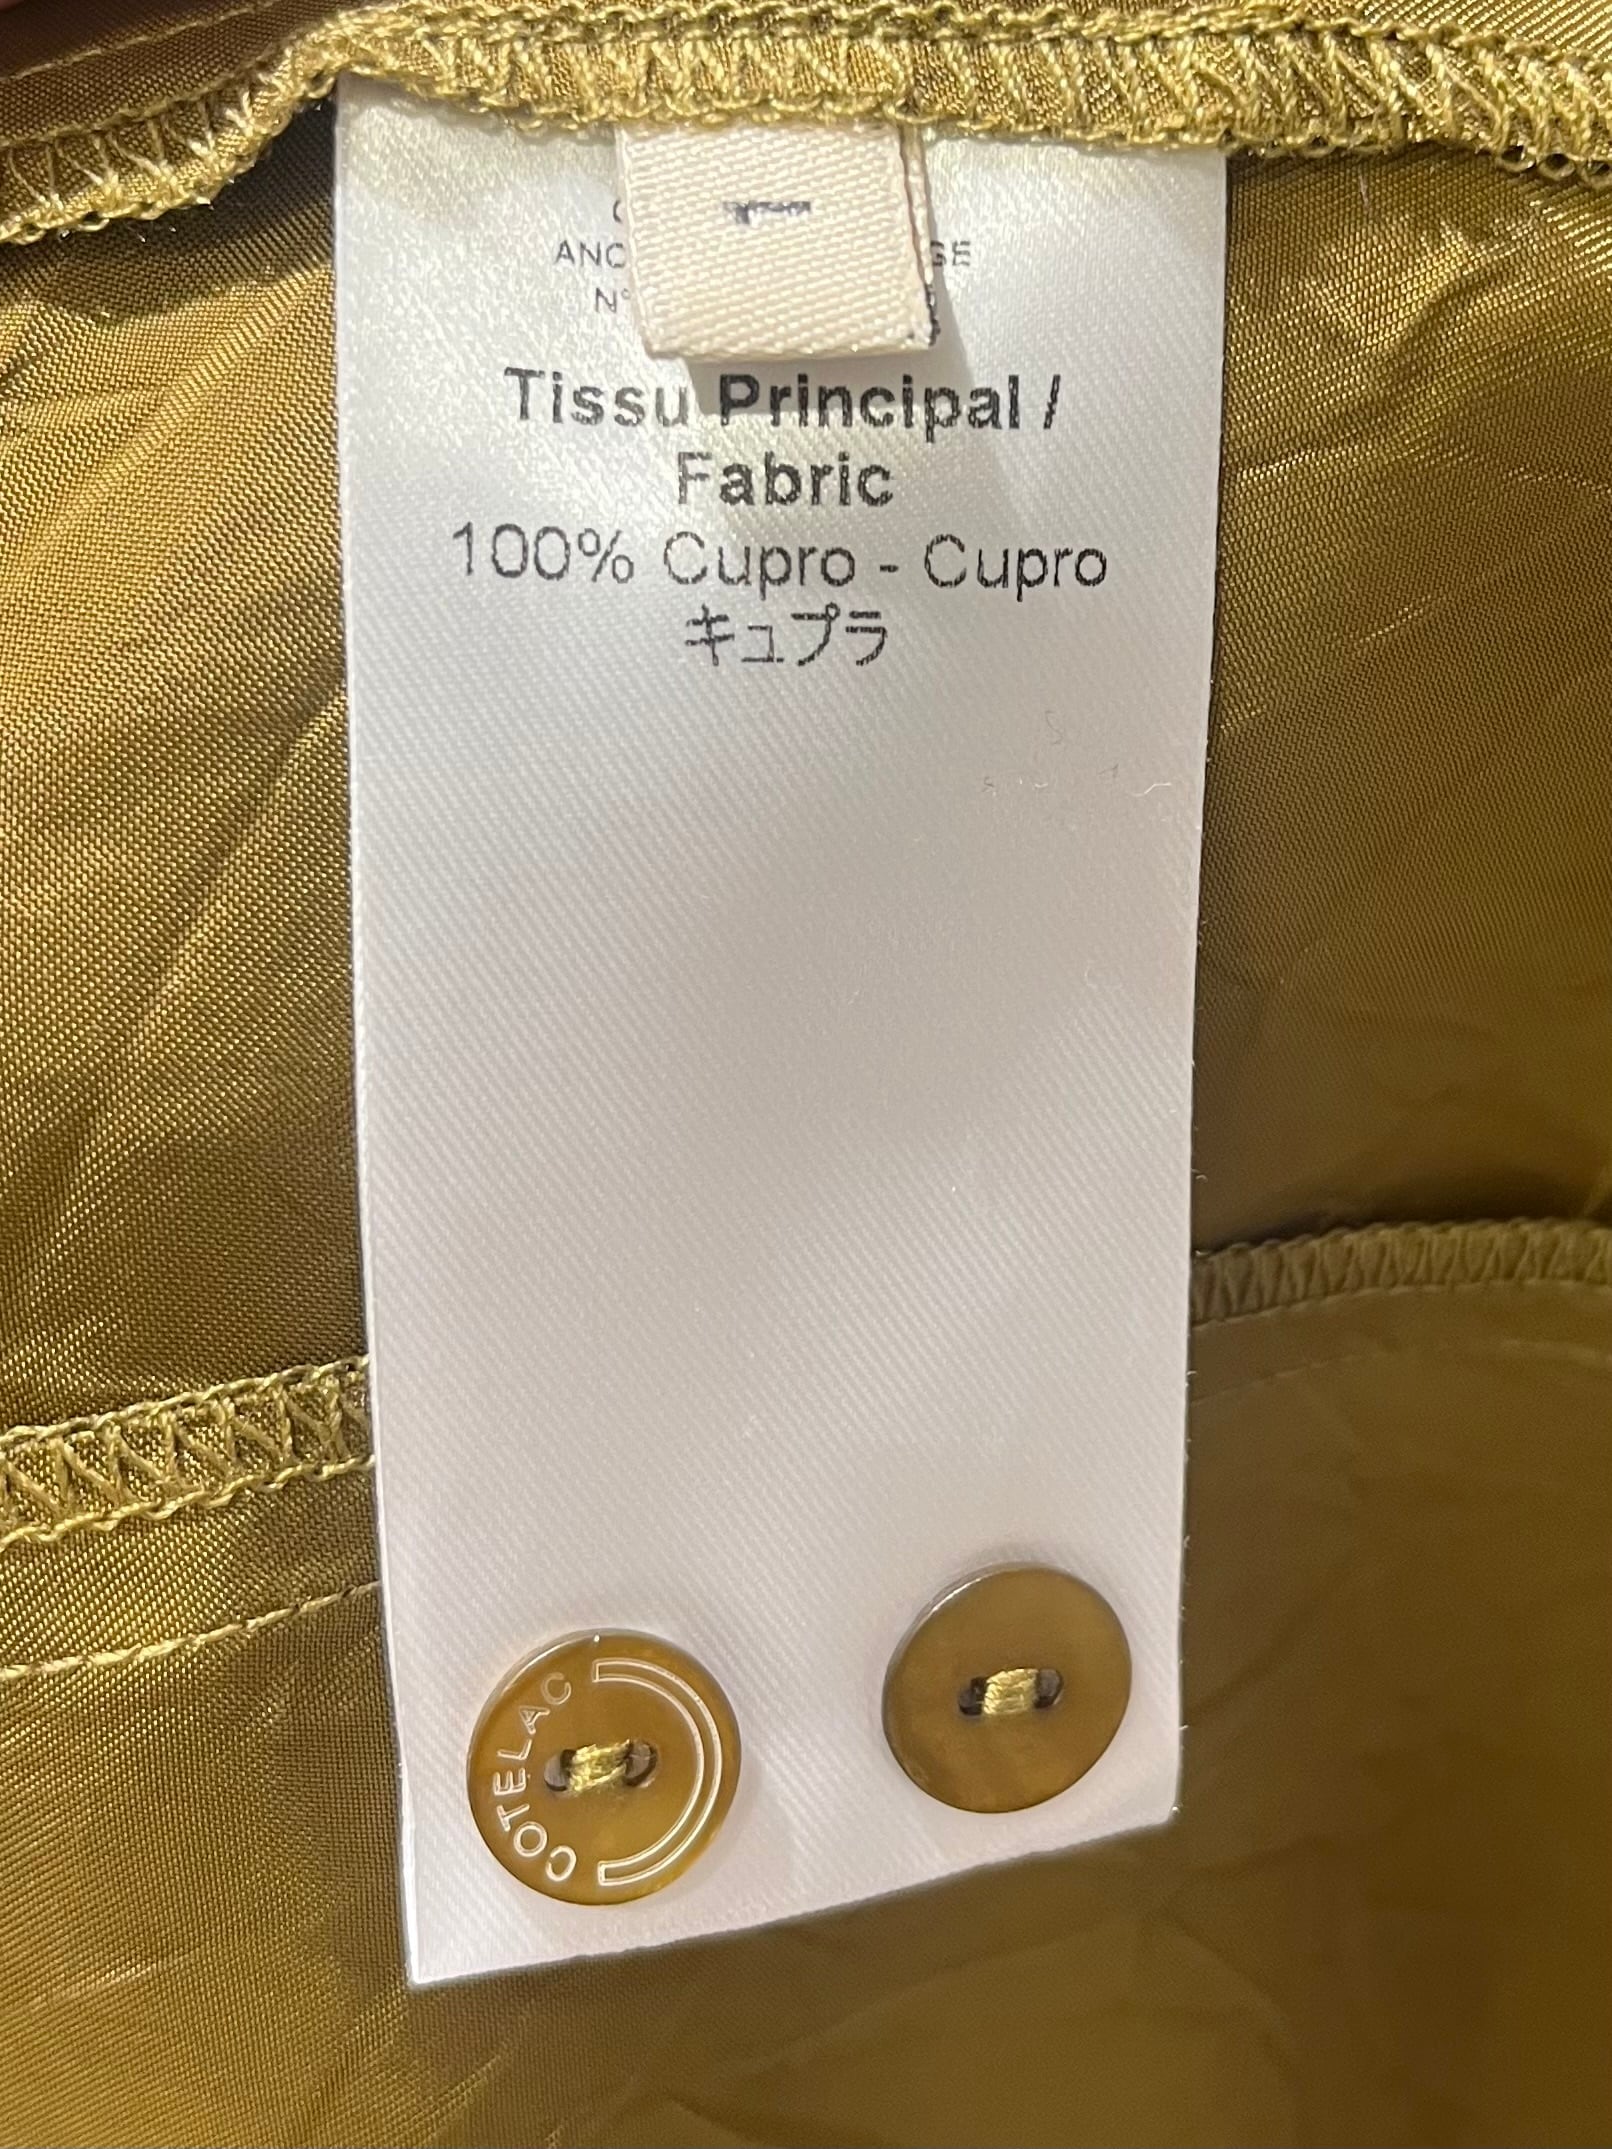 Tissu Principal /
Fabric
100% Cupro - Cupro
キュプラ
COTELAC